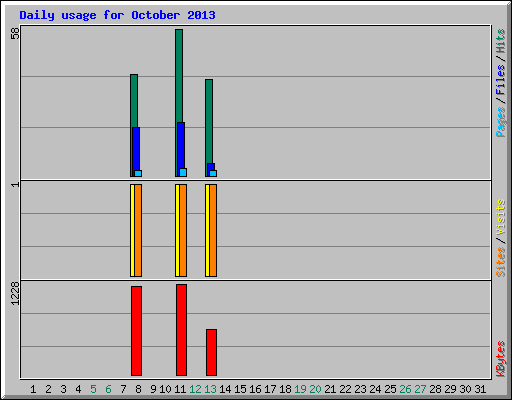 Daily usage for October 2013
58
1
1228
Pages / Files / Hits
Sites / Visits
KBytes
1 2 3 4 5 6 7 8 9 10 11 12 13 14 15 16 17 18 19 20 21 22 23 24 25 26 27 28 29 30 31